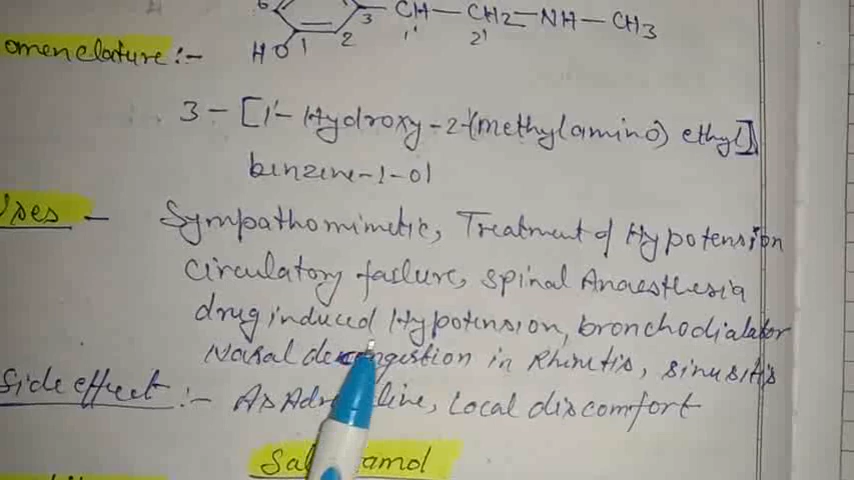 6 3 CH — CH2 — NH — CH3
HO 1 2 1' 2'
omenclature :-
3 - [1'- Hydroxy - 2-(methylamino) ethyl]
benzene-1-ol
Uses - Sympathomimetic, Treatment of Hypotension
circulatory failure, spinal Anaesthesia
drug induced Hypotension, bronchodialator
Nasal decongestion in Rhinitis, sinusitis
Side effect :- As Adr line, Local discomfort
Sal amol